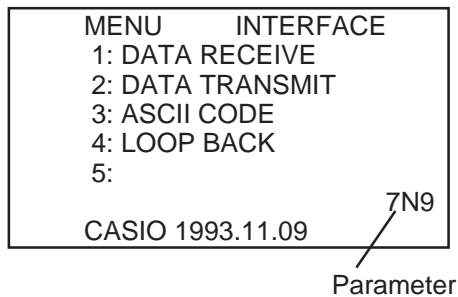 MENU INTERFACE
1: DATA RECEIVE
2: DATA TRANSMIT
3: ASCII CODE
4: LOOP BACK
5:
7N9
CASIO 1993.11.09
Parameter